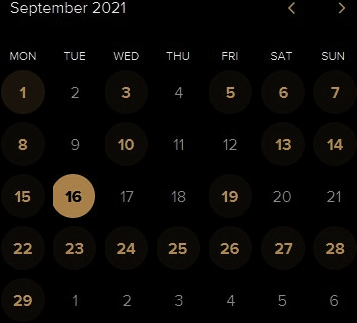 September 2021
MON TUE WED THU FRI SAT SUN
1 2 3 4 5 6 7
8 9 10 11 12 13 14
15 16 17 18 19 20 21
22 23 24 25 26 27 28
29 1 2 3 4 5 6